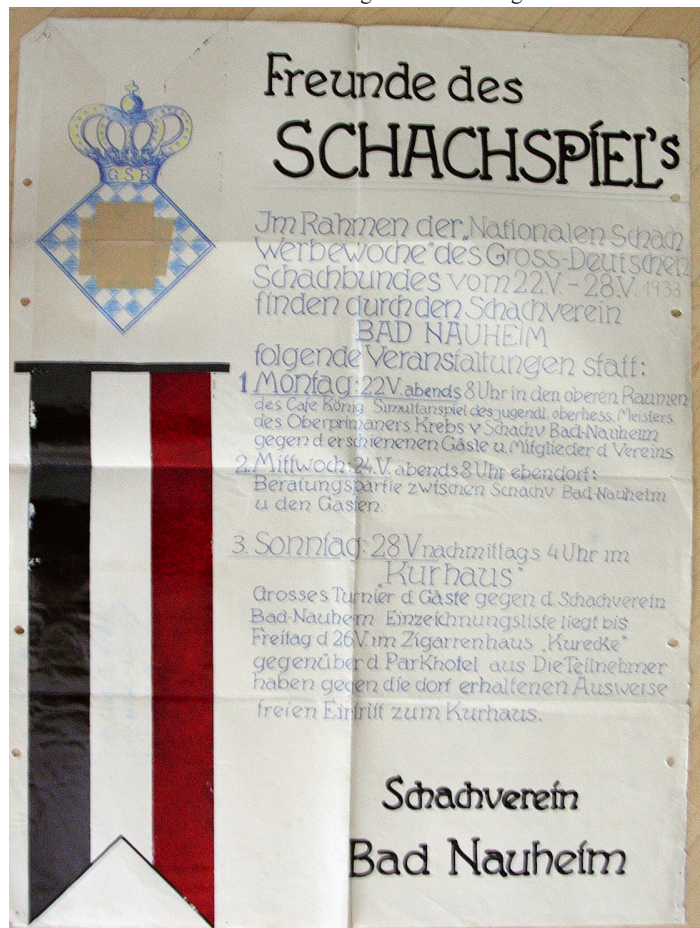 GSB
Freunde des
SCHACHSPIEL's
Im Rahmen der „Nationalen Schach
Werbewoche" des Gross-Deutschen
Schachbundes vom 22.V. - 28.V. 1933
finden durch den Schachverein
BAD NAUHEIM
folgende Veranstaltungen statt:
1 Montag: 22V. abends 8 Uhr in den oberen Räumen
des Cafe König Simultanspiel des jugendl. oberhess. Meisters
des Oberprimaners Krebs v Schachv Bad-Nauheim
gegen d erschienenen Gäste u. Mitglieder d Vereins
2. Mittwoch: 24.V. abends 8 Uhr ebendort:
Beratungspartie zwischen Schachv Bad-Nauheim
u den Gästen.
3. Sonntag: 28V nachmittags 4 Uhr im
„Kurhaus"
Grosses Turnier d Gäste gegen d Schachverein
Bad-Nauheim Einzeichnungsliste liegt bis
Freitag d 26V. im Zigarrenhaus „Kurecke"
gegenüber d Parkhotel aus Die Teilnehmer
haben gegen die dort erhaltenen Ausweise
freien Eintritt zum Kurhaus.
Schachverein
Bad Nauheim